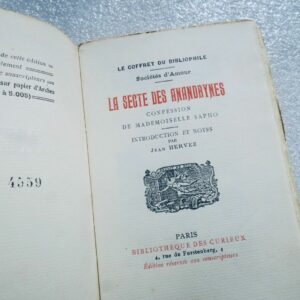 de cette édition
uscripteurs
sur papier d'Arches
à 5.005)
4559
LE COFFRET DU BIBLIOPHILE
Sociétés d'Amour
LA SECTE DES ANANDRYNES
CONFESSION
DE MADEMOISELLE SAPHO
INTRODUCTION ET NOTES
PAR
JEAN HERVEZ
PARIS
BIBLIOTHÈQUE DES CURIEUX
4, rue de Furstenberg, 4
Édition réservée aux souscripteurs